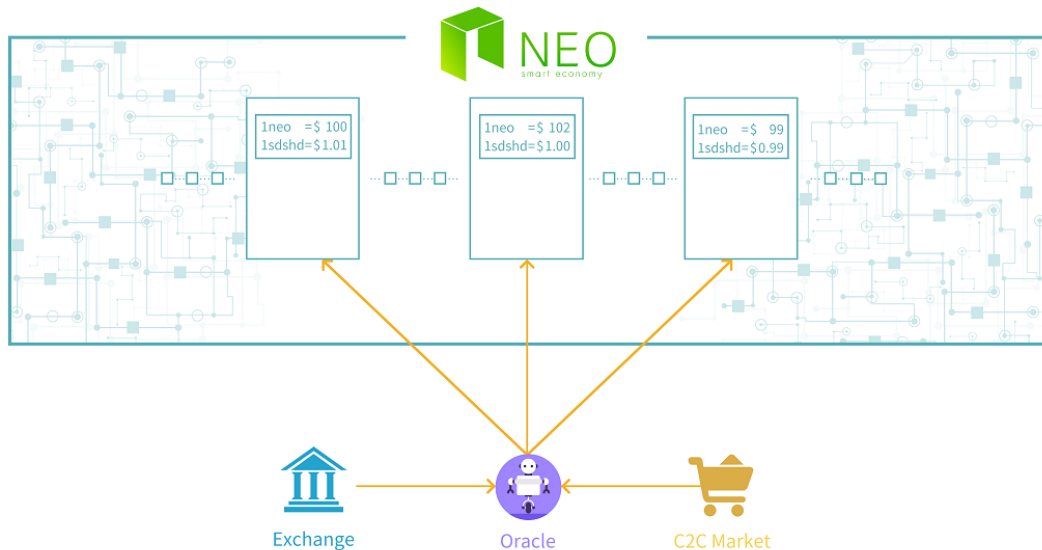 NEO
smart economy
1neo =$ 100
1sdshd=$1.01
1neo =$ 102
1sdshd=$1.00
1neo =$ 99
1sdshd=$0.99
Exchange
Oracle
C2C Market